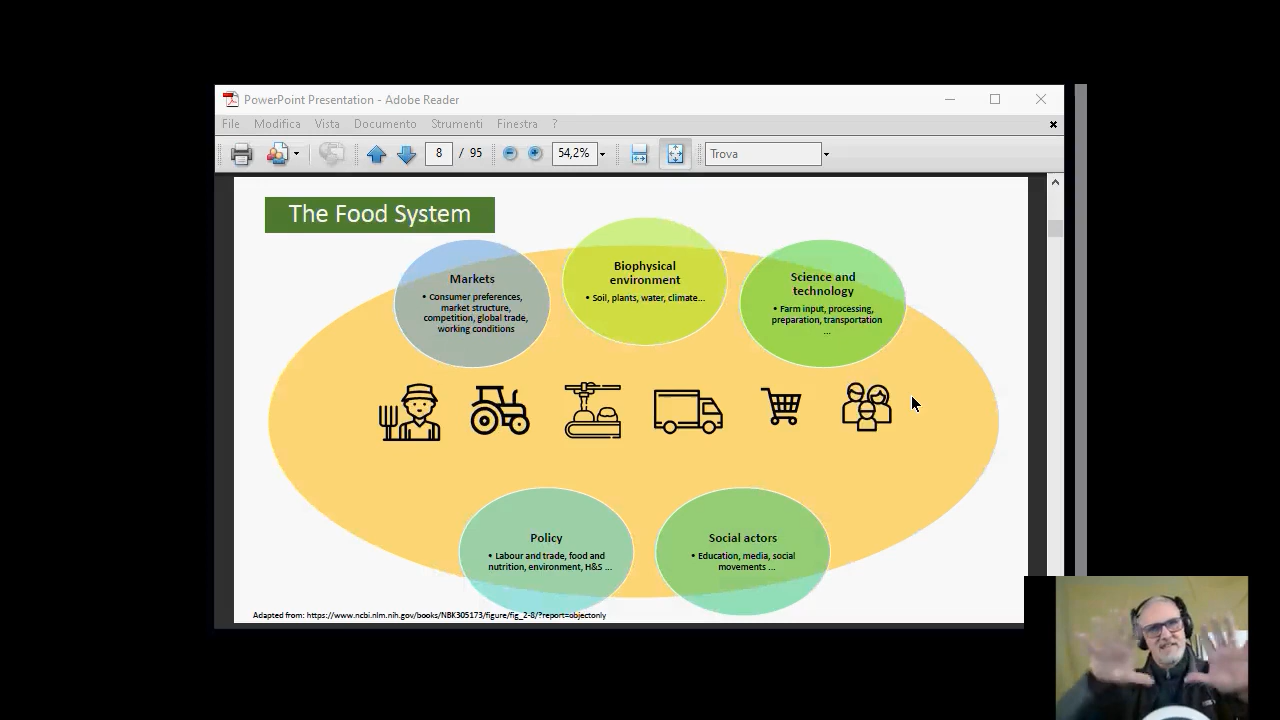 PowerPoint Presentation - Adobe Reader
File Modifica Vista Documento Strumenti Finestra ?
8 / 95 54,2% Trova
The Food System
Markets
• Consumer preferences,
market structure,
competition, global trade,
working conditions
Biophysical
environment
• Soil, plants, water, climate...
Science and
technology
• Farm input, processing,
preparation, transportation
...
Policy
• Labour and trade, food and
nutrition, environment, H&S ...
Social actors
• Education, media, social
movements ...
Adapted from: https://www.ncbi.nlm.nih.gov/books/NBK305173/figure/fig_2-8/?report=objectonly